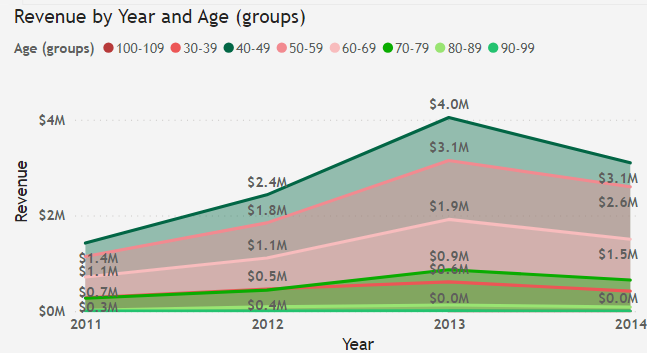 Revenue by Year and Age (groups)
Age (groups) 100-109 30-39 40-49 50-59 60-69 70-79 80-89 90-99
$4.0M
$4M
$3.1M
$2.4M
$3.1M
$1.8M
$2.6M
$2M
$1.9M
$1.1M
$1.5M
$1.4M
$0.9M
$1.1M
$0.6M
$0.5M
$0.7M
$0.0M $0.0M
$0.4M
$0.3M
$0M
2011 2012 2013 2014
Year
Revenue